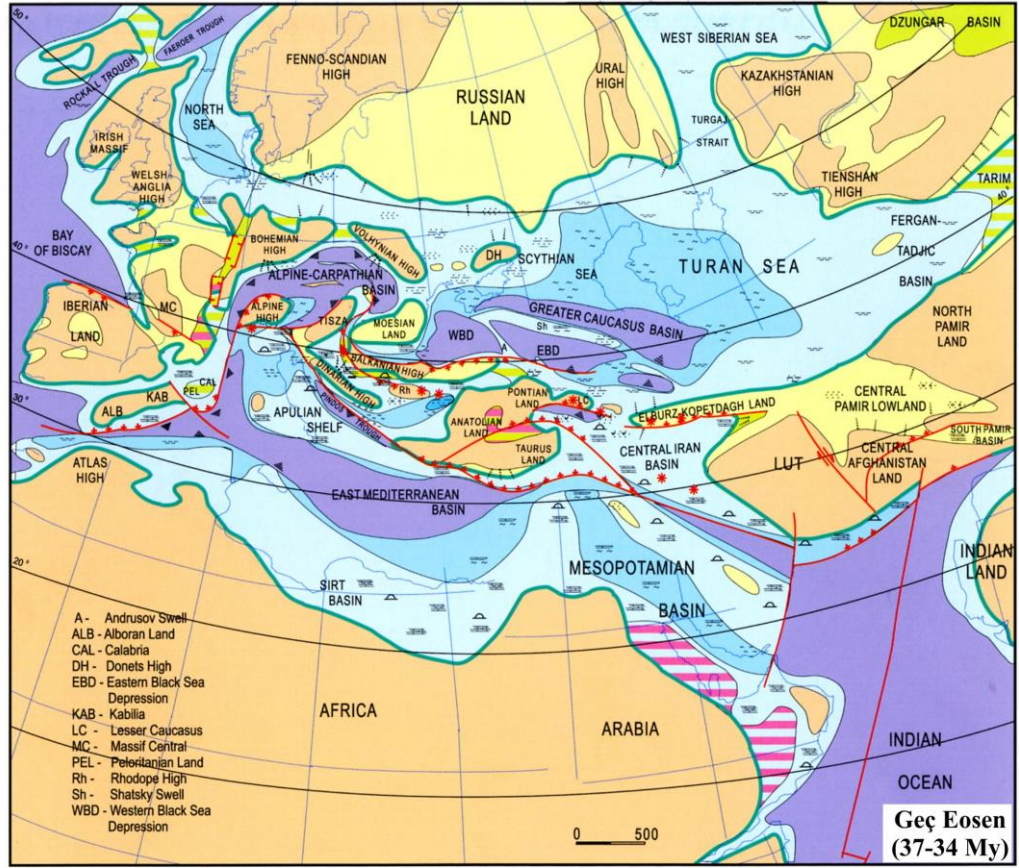 50°
FAEROER TROUGH
ROCKALL TROUGH
FENNO-SCANDIAN
HIGH
WEST SIBERIAN SEA
DZUNGAR
BASIN
NORTH
SEA
RUSSIAN
LAND
URAL
HIGH
KAZAKHSTANIAN
HIGH
IRISH
MASSIF
TURGAJ
STRAIT
WELSH
ANGLIA
HIGH
TIENSHAN
HIGH
TARIM
40°
BAY
OF BISCAY
BOHEMIAN
HIGH
VOLHYNIAN HIGH
DH
SCYTHIAN
SEA
TURAN SEA
FERGAN-
TADJIC
BASIN
40°
ALPINE-CARPATHIAN
BASIN
IBERIAN
LAND
MC
ALPINE
HIGH
TISZA
MOESIAN
LAND
WBD
GREATER CAUCASUS BASIN
Sh
A
EBD
NORTH
PAMIR
LAND
BALKANIAN HIGH
DINARIAN HIGH
Rh
CAL
PEL
KAB
ALB
30°
APULIAN
SHELF
PINDOS TROUGH
PONTIAN
LAND
LC
ANATOLIAN
LAND
TAURUS
LAND
ELBURZ-KOPETDAGH LAND
CENTRAL
PAMIR LOWLAND
SOUTH PAMIR
BASIN
CENTRAL IRAN
BASIN
LUT
CENTRAL
AFGHANISTAN
LAND
ATLAS
HIGH
EAST MEDITERRANEAN
BASIN
20°
SIRT
BASIN
MESOPOTAMIAN
BASIN
INDIAN
LAND
A - Andrusov Swell
ALB - Alboran Land
CAL - Calabria
DH - Donets High
EBD - Eastern Black Sea
Depression
KAB - Kabilia
LC - Lesser Caucasus
MC - Massif Central
PEL - Peloritanian Land
Rh - Rhodope High
Sh - Shatsky Swell
WBD - Western Black Sea
Depression
AFRICA
ARABIA
INDIAN
OCEAN
0 500
Geç Eosen
(37-34 My)